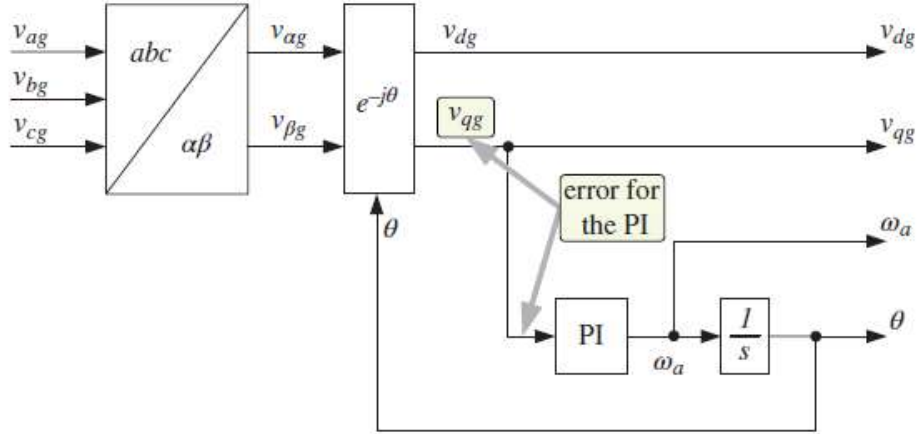 v_ag
v_bg
v_cg
abc
αβ
v_αg
v_βg
e^{-jθ}
v_dg
v_qg
v_dg
v_qg
error for
the PI
θ
ω_a
PI
ω_a
1
s
θ